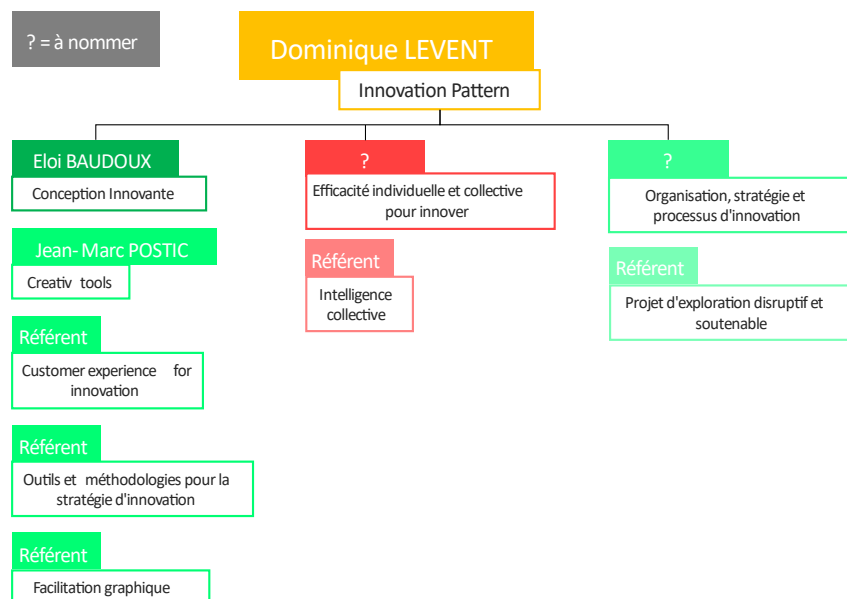 ? = à nommer
Dominique LEVENT
Innovation Pattern
Eloi BAUDOUX
Conception Innovante
Jean- Marc POSTIC
Creativ tools
Référent
Customer experience for
innovation
Référent
Outils et méthodologies pour la
stratégie d'innovation
Référent
Facilitation graphique
?
Efficacité individuelle et collective
pour innover
Référent
Intelligence
collective
?
Organisation, stratégie et
processus d'innovation
Référent
Projet d'exploration disruptif et
soutenable